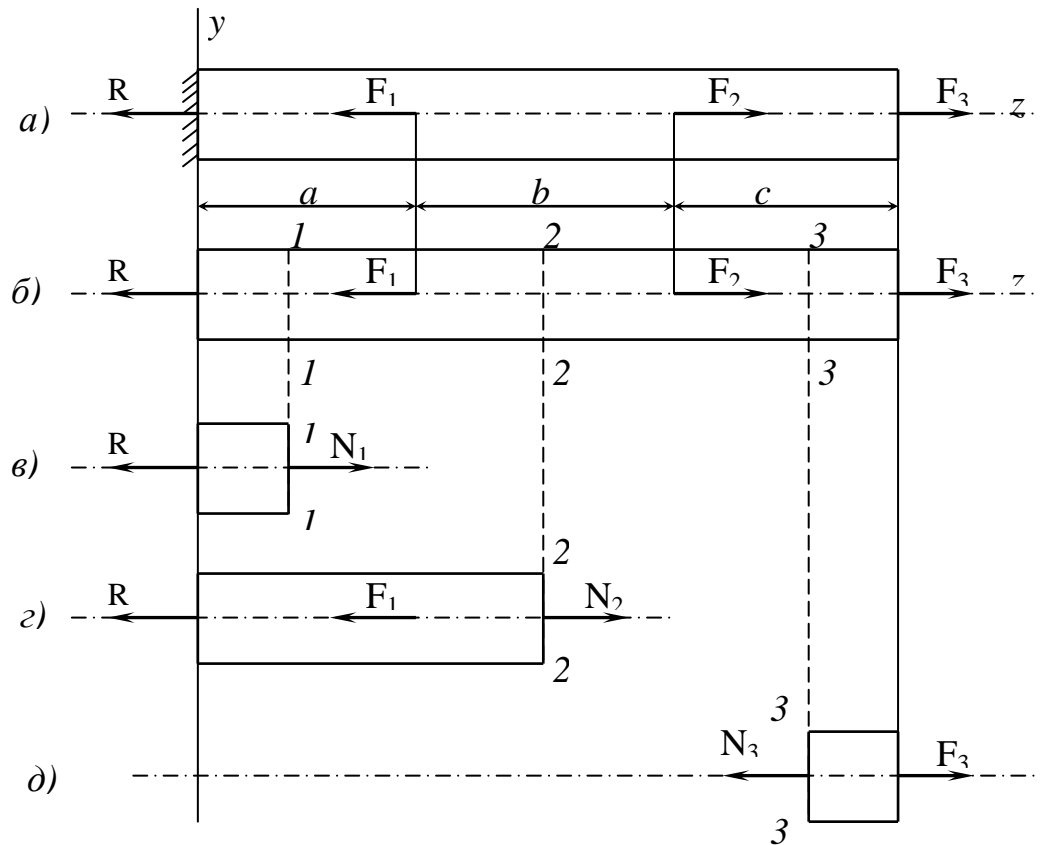 y
а) R F₁ F₂ F₃ z
a b c
1 2 3
б) R F₁ F₂ F₃ z
1 2 3
в) R 1 N₁
1
2
г) R F₁ N₂
2
3
д) N₃ F₃
3